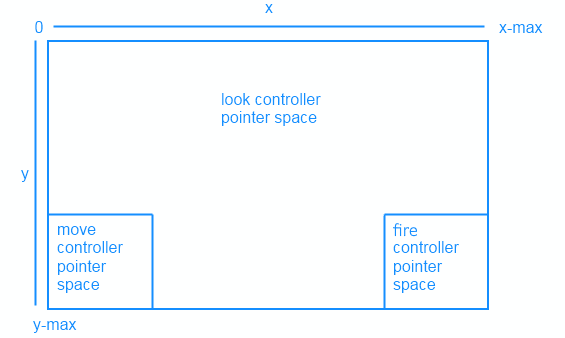 x
0
x-max
look controller
pointer space
y
move
controller
pointer
space
fire
controller
pointer
space
y-max